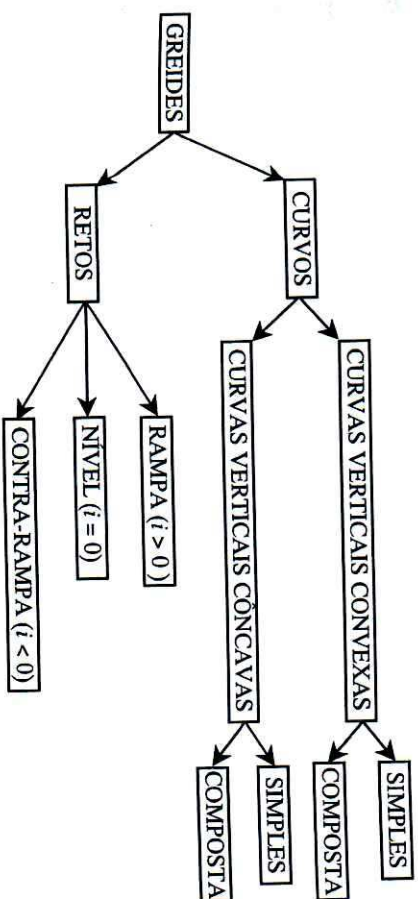 GREIDES
CURVOS
CURVAS VERTICAIS CONVEXAS
SIMPLES
COMPOSTA
CURVAS VERTICAIS CÔNCAVAS
SIMPLES
COMPOSTA
RETOS
RAMPA (i > 0)
NÍVEL (i = 0)
CONTRA-RAMPA (i < 0)